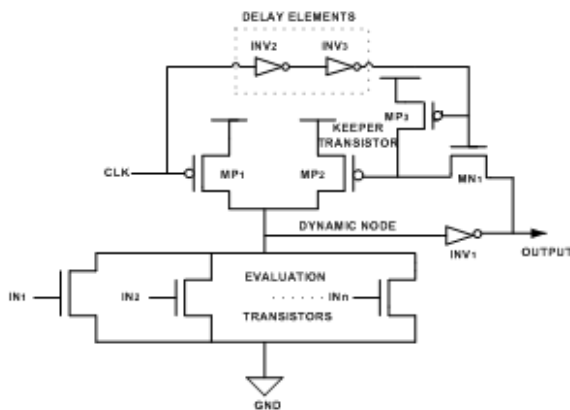 DELAY ELEMENTS
INV2 INV3
MP3
KEEPER
TRANSISTOR
CLK MP1 MP2 MN1
DYNAMIC NODE
INV1 OUTPUT
EVALUATION
IN1 IN2 ...... INn
TRANSISTORS
GND